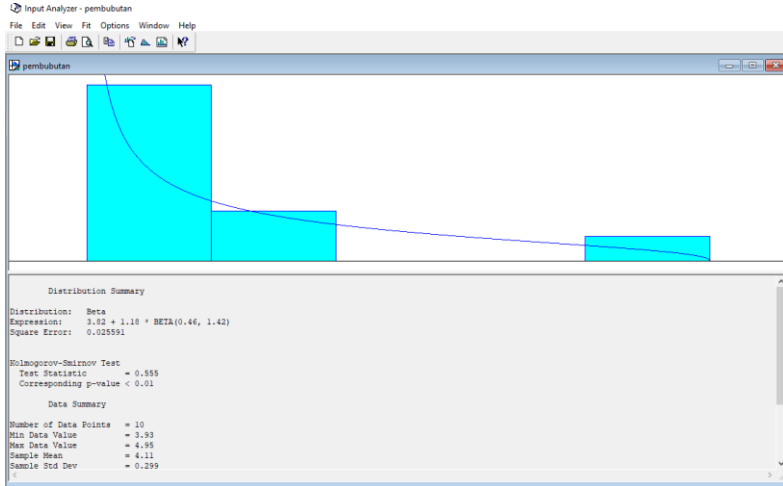 Input Analyzer - pembubutan
File Edit View Fit Options Window Help
pembubutan
Distribution Summary
Distribution: Beta
Expression: 3.82 + 1.18 * BETA(0.46, 1.42)
Square Error: 0.025591
Kolmogorov-Smirnov Test
Test Statistic = 0.555
Corresponding p-value < 0.01
Data Summary
Number of Data Points = 10
Min Data Value = 3.93
Max Data Value = 4.95
Sample Mean = 4.11
Sample Std Dev = 0.299